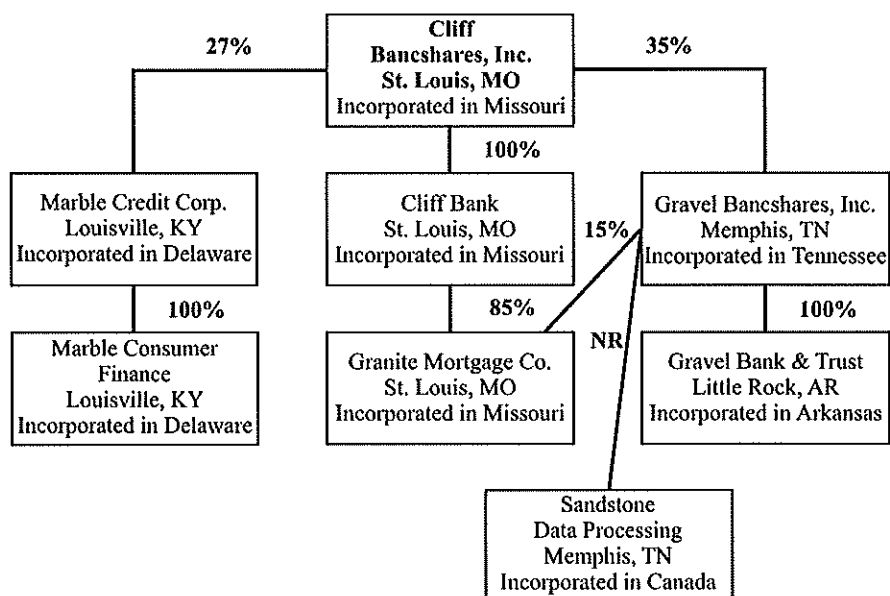 27%
Cliff
Bancshares, Inc.
St. Louis, MO
Incorporated in Missouri
35%
100%
Marble Credit Corp.
Louisville, KY
Incorporated in Delaware
Cliff Bank
St. Louis, MO
Incorporated in Missouri
15%
Gravel Bancshares, Inc.
Memphis, TN
Incorporated in Tennessee
100%
85%
NR
100%
Marble Consumer
Finance
Louisville, KY
Incorporated in Delaware
Granite Mortgage Co.
St. Louis, MO
Incorporated in Missouri
Gravel Bank & Trust
Little Rock, AR
Incorporated in Arkansas
Sandstone
Data Processing
Memphis, TN
Incorporated in Canada